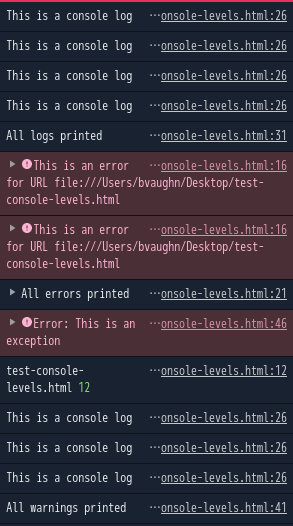 This is a console log …onsole-levels.html:26
This is a console log …onsole-levels.html:26
This is a console log …onsole-levels.html:26
This is a console log …onsole-levels.html:26
All logs printed …onsole-levels.html:31
This is an error …onsole-levels.html:16
for URL file:///Users/bvaughn/Desktop/test-
console-levels.html
This is an error …onsole-levels.html:16
for URL file:///Users/bvaughn/Desktop/test-
console-levels.html
All errors printed …onsole-levels.html:21
Error: This is an …onsole-levels.html:46
exception
test-console- …onsole-levels.html:12
levels.html 12
This is a console log …onsole-levels.html:26
This is a console log …onsole-levels.html:26
This is a console log …onsole-levels.html:26
All warnings printed …onsole-levels.html:41